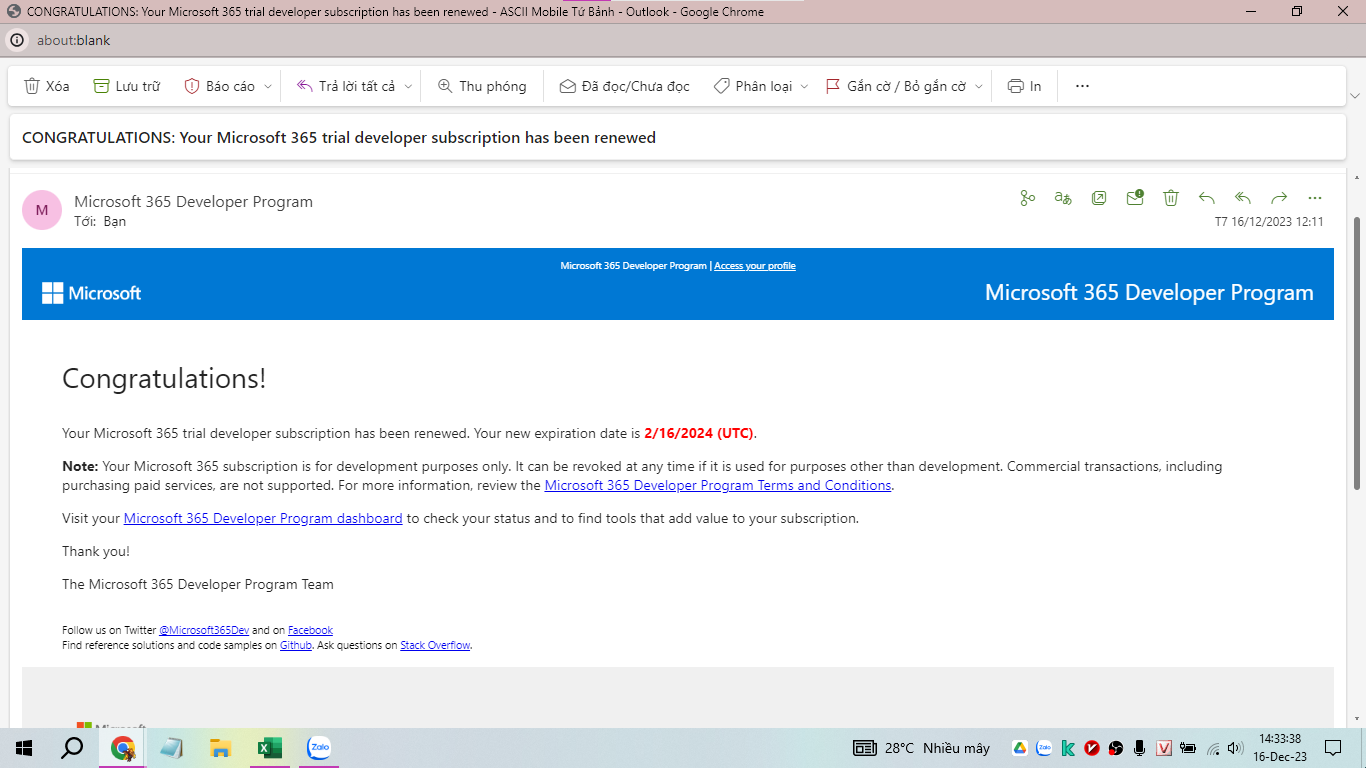 CONGRATULATIONS: Your Microsoft 365 trial developer subscription has been renewed - ASCII Mobile Tứ Bảnh - Outlook - Google Chrome
about:blank
Xóa Lưu trữ Báo cáo Trả lời tất cả Thu phóng Đã đọc/Chưa đọc Phân loại Gắn cờ / Bỏ gắn cờ In ...
CONGRATULATIONS: Your Microsoft 365 trial developer subscription has been renewed
M
Microsoft 365 Developer Program
Tới: Bạn
T7 16/12/2023 12:11
Microsoft 365 Developer Program | Access your profile
Microsoft
Microsoft 365 Developer Program
Congratulations!
Your Microsoft 365 trial developer subscription has been renewed. Your new expiration date is 2/16/2024 (UTC).
Note: Your Microsoft 365 subscription is for development purposes only. It can be revoked at any time if it is used for purposes other than development. Commercial transactions, including
purchasing paid services, are not supported. For more information, review the Microsoft 365 Developer Program Terms and Conditions.
Visit your Microsoft 365 Developer Program dashboard to check your status and to find tools that add value to your subscription.
Thank you!
The Microsoft 365 Developer Program Team
Follow us on Twitter @Microsoft365Dev and on Facebook
Find reference solutions and code samples on Github. Ask questions on Stack Overflow.
Microsoft
Zalo
28°C Nhiều mây
Zalo
14:33:38
16-Dec-23